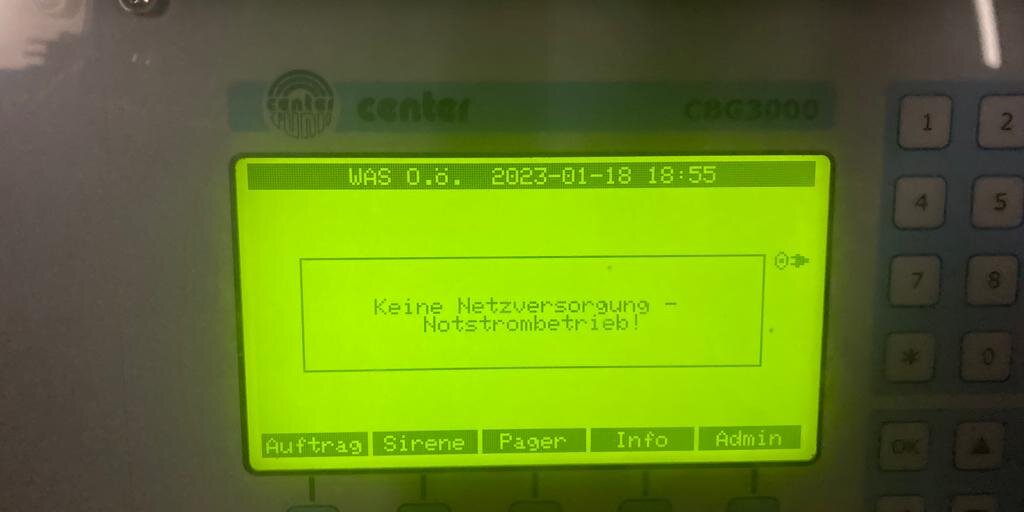 center center CBG3000
WAS O.ö. 2023-01-18 18:55
Keine Netzversorgung -
Notstrombetrieb!
Auftrag Sirene Pager Info Admin
1 2
4 5
7 8
* 0
OK